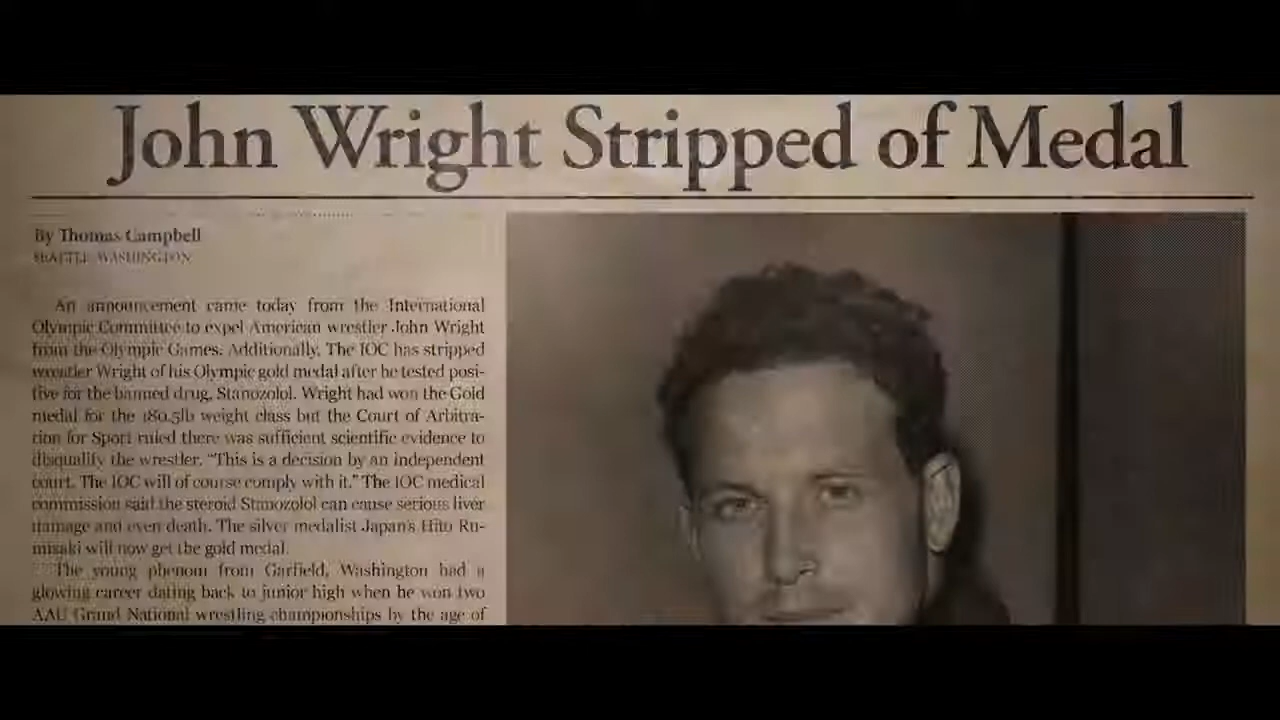 John Wright Stripped of Medal
By Thomas Campbell
SEATTLE, WASHINGTON
An announcement came today from the International
Olympic Committee to expel American wrestler John Wright
from the Olympic Games. Additionally, The IOC has stripped
wrestler Wright of his Olympic gold medal after he tested posi-
tive for the banned drug, Stanozolol. Wright had won the Gold
medal for the 180.5lb weight class but the Court of Arbitra-
tion for Sport ruled there was sufficient scientific evidence to
disqualify the wrestler. "This is a decision by an independent
court. The IOC will of course comply with it." The IOC medical
commission said the steroid Stanozolol can cause serious liver
damage and even death. The silver medalist Japan's Hito Ru-
misaki will now get the gold medal.
The young phenom from Garfield, Washington had a
glowing career dating back to junior high when he won two
AAU Grand National wrestling championships by the age of